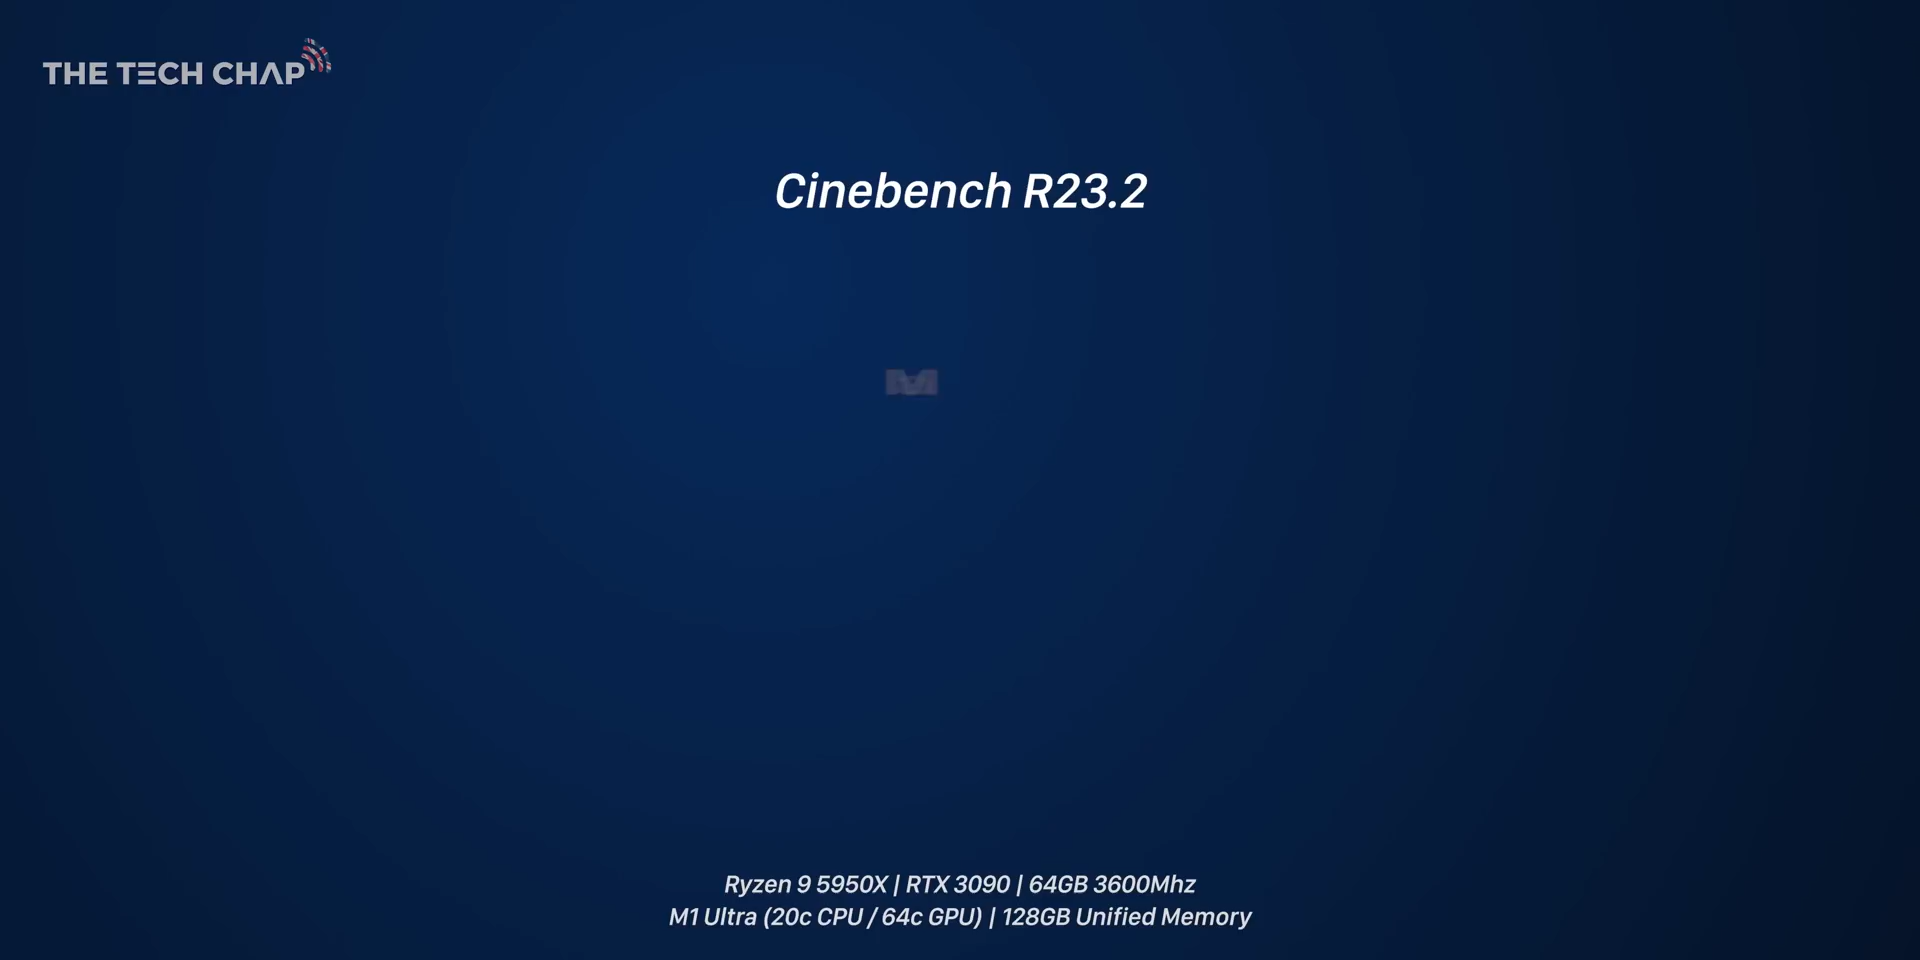 THE TECH CHAP
Cinebench R23.2
Ryzen 9 5950X | RTX 3090 | 64GB 3600Mhz
M1 Ultra (20c CPU / 64c GPU) | 128GB Unified Memory